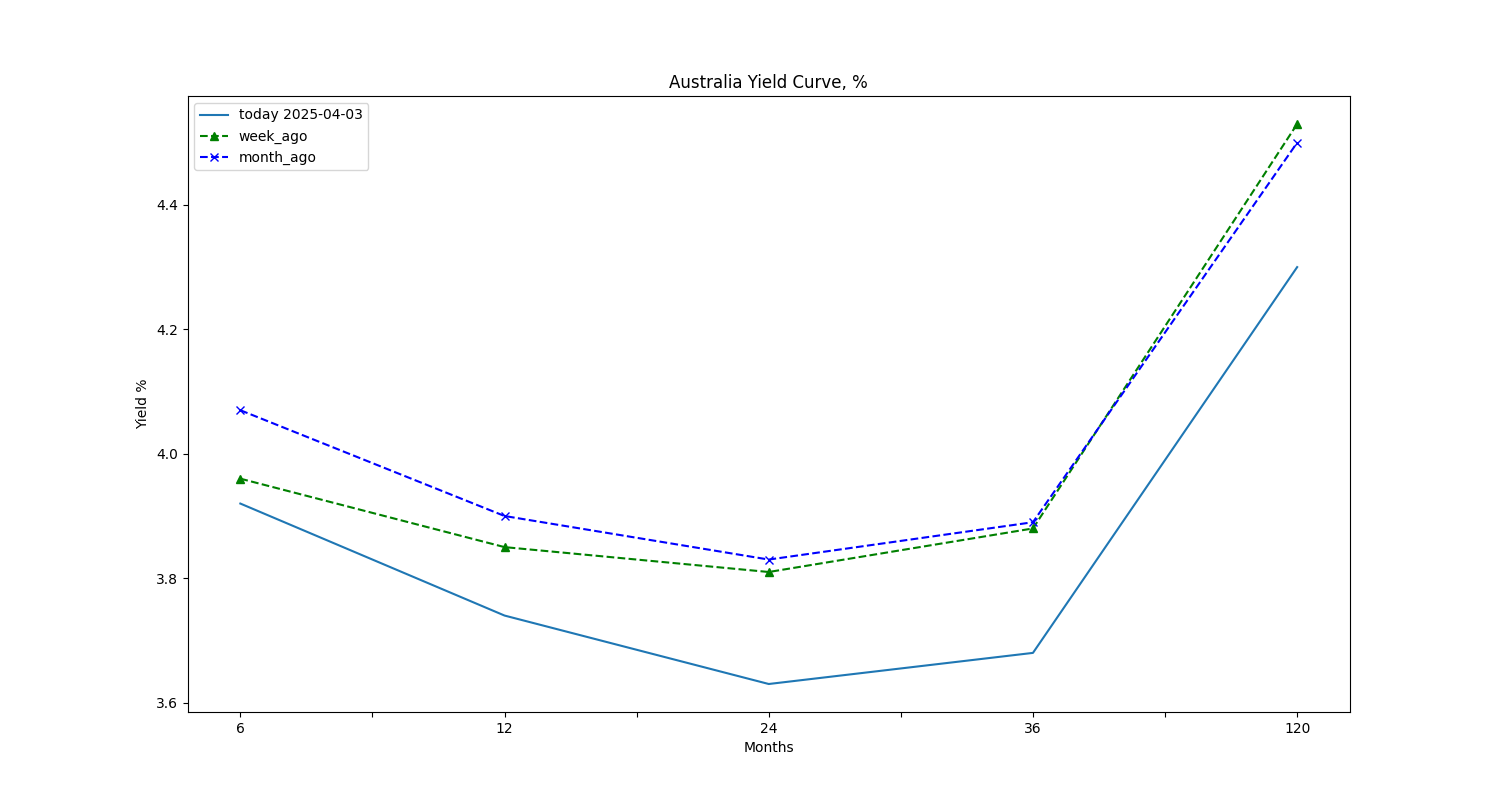 Australia Yield Curve, %
today 2025-04-03
week_ago
month_ago
4.4
4.2
4.0
3.8
3.6
Yield %
6 12 24 36 120
Months